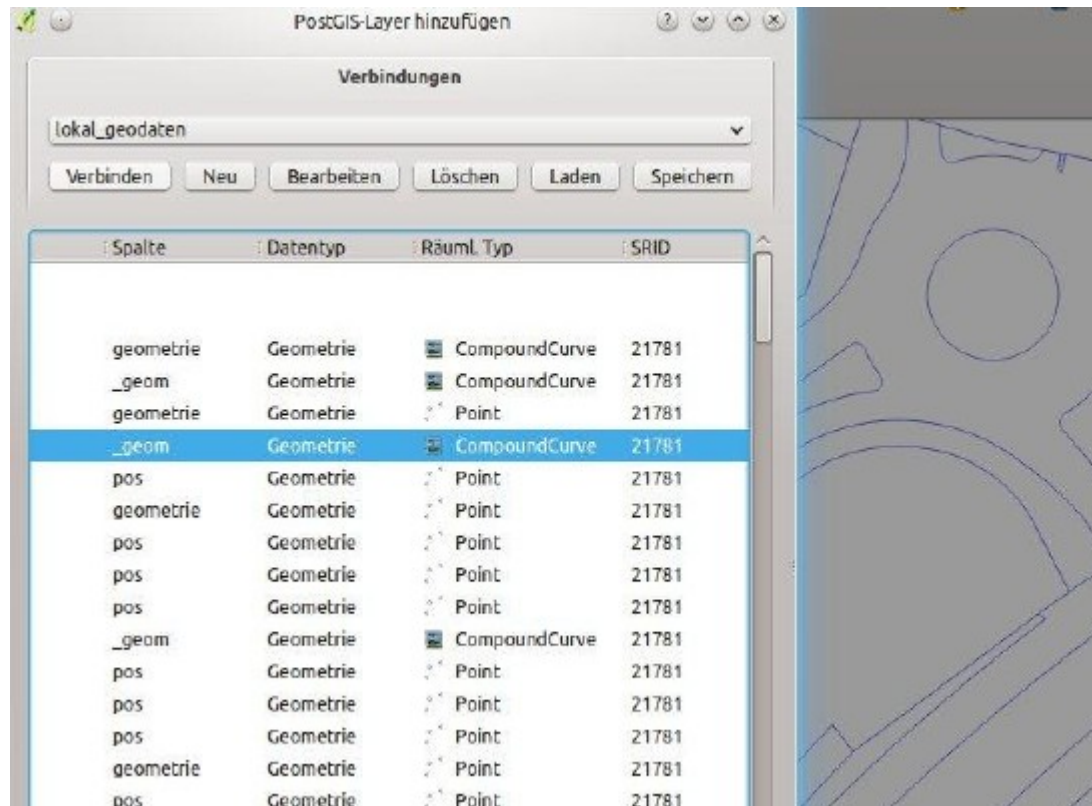 PostGIS-Layer hinzufügen
Verbindungen
lokal_geodaten
Verbinden Neu Bearbeiten Löschen Laden Speichern
Spalte Datentyp Räuml. Typ SRID
geometrie Geometrie CompoundCurve 21781
_geom Geometrie CompoundCurve 21781
geometrie Geometrie Point 21781
_geom Geometrie CompoundCurve 21781
pos Geometrie Point 21781
geometrie Geometrie Point 21781
pos Geometrie Point 21781
pos Geometrie Point 21781
pos Geometrie Point 21781
_geom Geometrie CompoundCurve 21781
pos Geometrie Point 21781
pos Geometrie Point 21781
pos Geometrie Point 21781
geometrie Geometrie Point 21781
pos Geometrie Point 21781